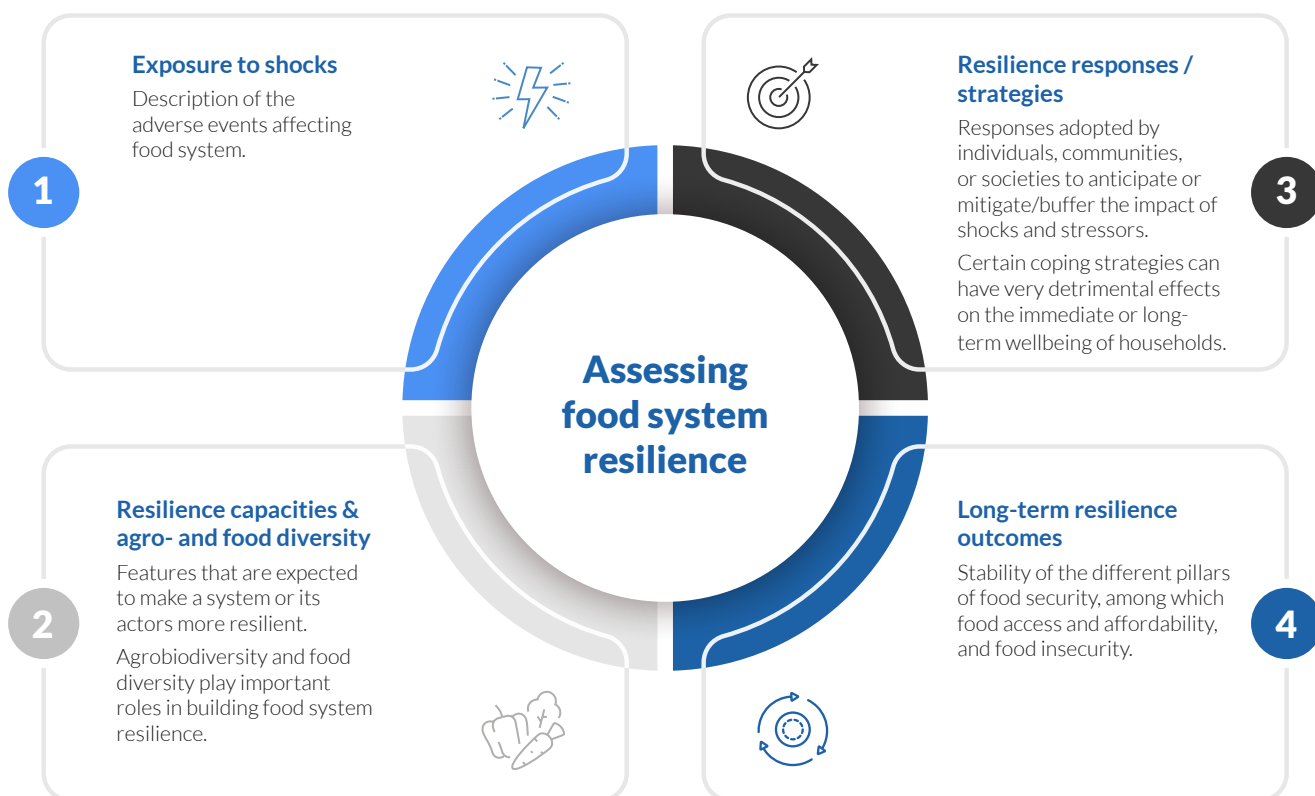 1
Exposure to shocks
Description of the
adverse events affecting
food system.
2
Resilience capacities &
agro- and food diversity
Features that are expected
to make a system or its
actors more resilient.
Agrobiodiversity and food
diversity play important
roles in building food system
resilience.
Assessing
food system
resilience
3
Resilience responses /
strategies
Responses adopted by
individuals, communities,
or societies to anticipate or
mitigate/buffer the impact of
shocks and stressors.
Certain coping strategies can
have very detrimental effects
on the immediate or long-
term wellbeing of households.
4
Long-term resilience
outcomes
Stability of the different pillars
of food security, among which
food access and affordability,
and food insecurity.